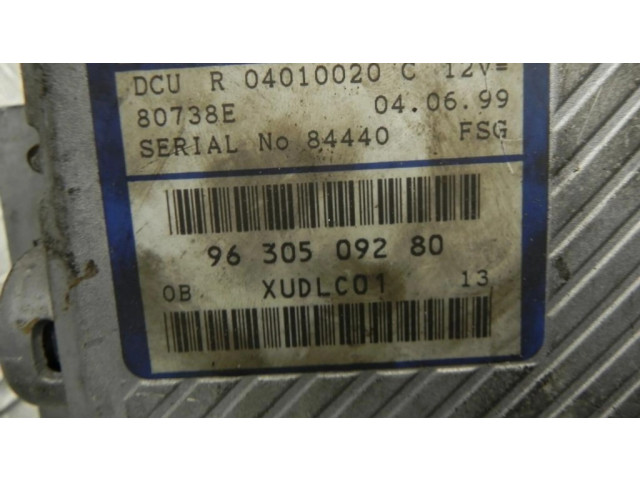 DCU R 04010020 C 12V=
80738E 04.06.99
SERIAL No 84440 FSG
96 305 092 80
0B XUDLC01 13